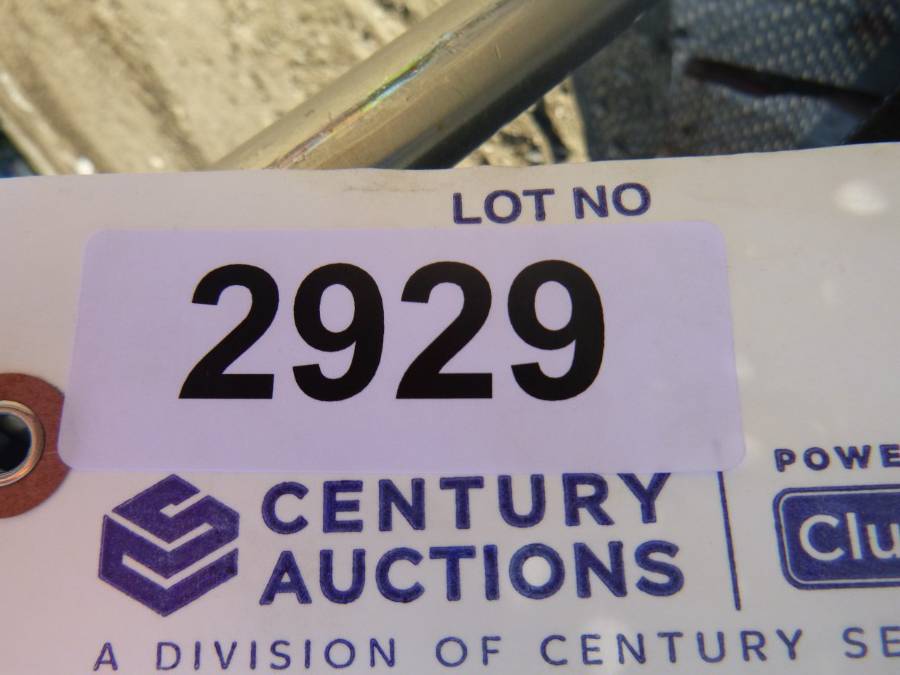 LOT NO
2929
CENTURY
AUCTIONS
A DIVISION OF CENTURY